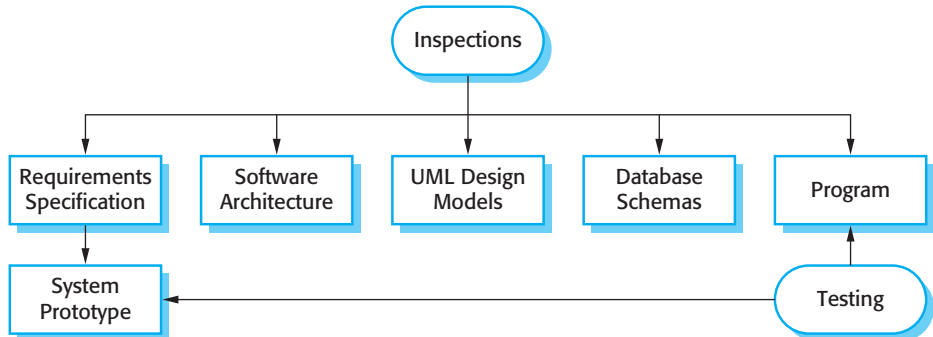 Inspections
Requirements
Specification
Software
Architecture
UML Design
Models
Database
Schemas
Program
System
Prototype
Testing